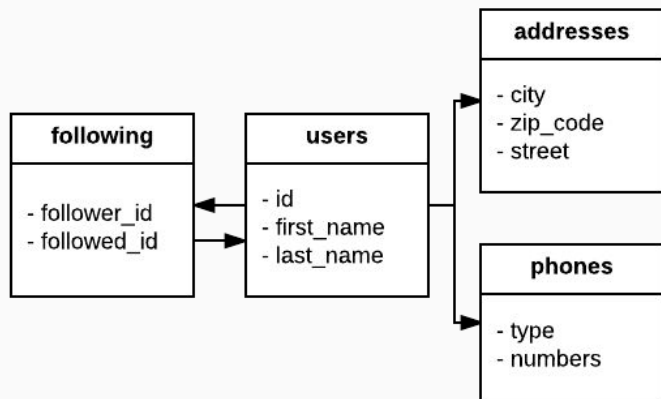 following
- follower_id
- followed_id
users
- id
- first_name
- last_name
addresses
- city
- zip_code
- street
phones
- type
- numbers